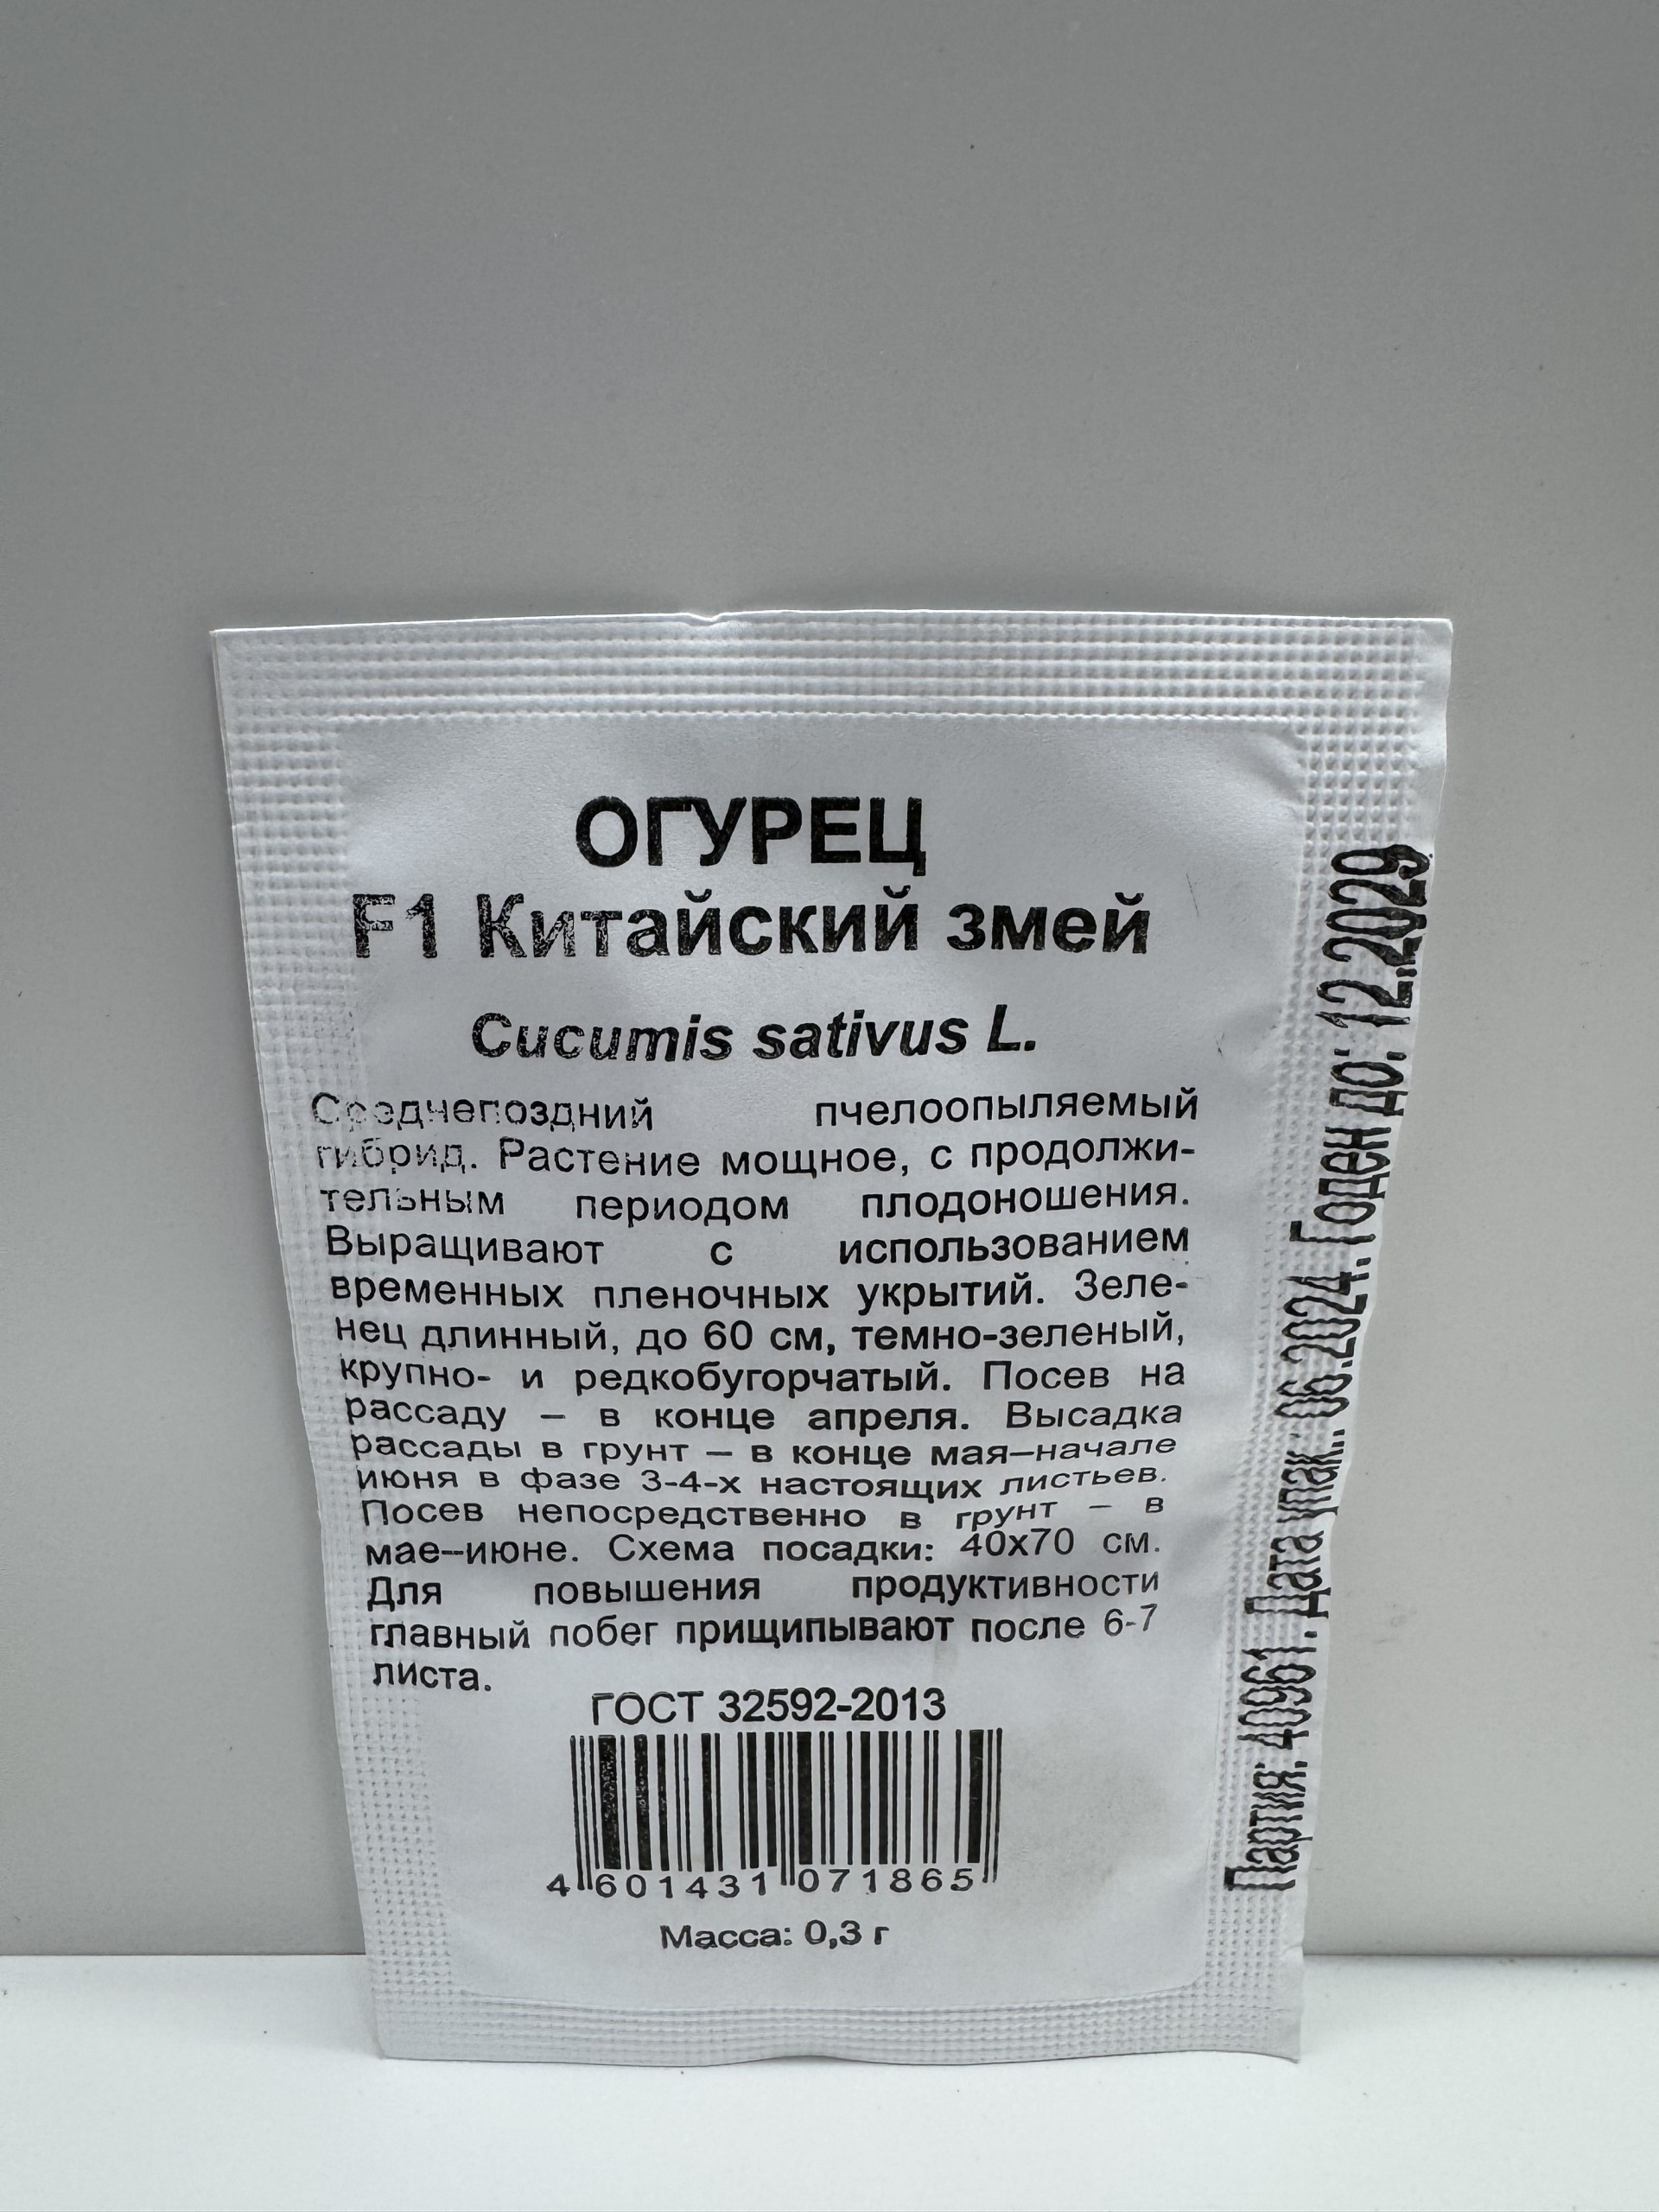 ОГУРЕЦ
F1 Китайский змей
Cucumis sativus L.
Среднепоздний пчелоопыляемый
гибрид. Растение мощное, с продолжи-
тельным периодом плодоношения.
Выращивают с использованием
временных пленочных укрытий. Зеле-
нец длинный, до 60 см, темно-зеленый,
крупно- и редкобугорчатый. Посев на
рассаду – в конце апреля. Высадка
рассады в грунт – в конце мая–начале
июня в фазе 3-4-х настоящих листьев.
Посев непосредственно в грунт – в
мае–июне. Схема посадки: 40x70 см.
Для повышения продуктивности
главный побег прищипывают после 6-7
листа.
ГОСТ 32592-2013
4 601431 071865
Масса: 0,3 г
Партия: 40961. Дата упак.: 06.2024. Годен до: 12.2029